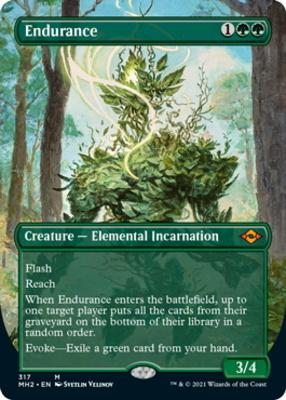 Endurance 1
Creature — Elemental Incarnation
Flash
Reach
When Endurance enters the battlefield, up to
one target player puts all the cards from their
graveyard on the bottom of their library in a
random order.
Evoke—Exile a green card from your hand.
3/4
317 M
MH2 • EN SVETLIN VELINOV ™ & © 2021 Wizards of the Coast